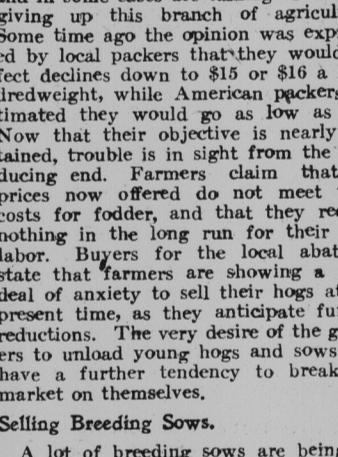 giving up this branch of agricul
Some time ago the opinion was exp
ed by local packers that they would
fect declines down to $15 or $16 a
dredweight, while American packers
timated they would go as low as
Now that their objective is nearly
tained, trouble is in sight from the
ducing end. Farmers claim that
prices now offered do not meet
costs for fodder, and that they re
nothing in the long run for their
labor. Buyers for the local abat
state that farmers are showing a
deal of anxiety to sell their hogs at
present time, as they anticipate fu
reductions. The very desire of the g
ers to unload young hogs and sows
have a further tendency to break
market on themselves.
Selling Breeding Sows.
A lot of breeding sows are being